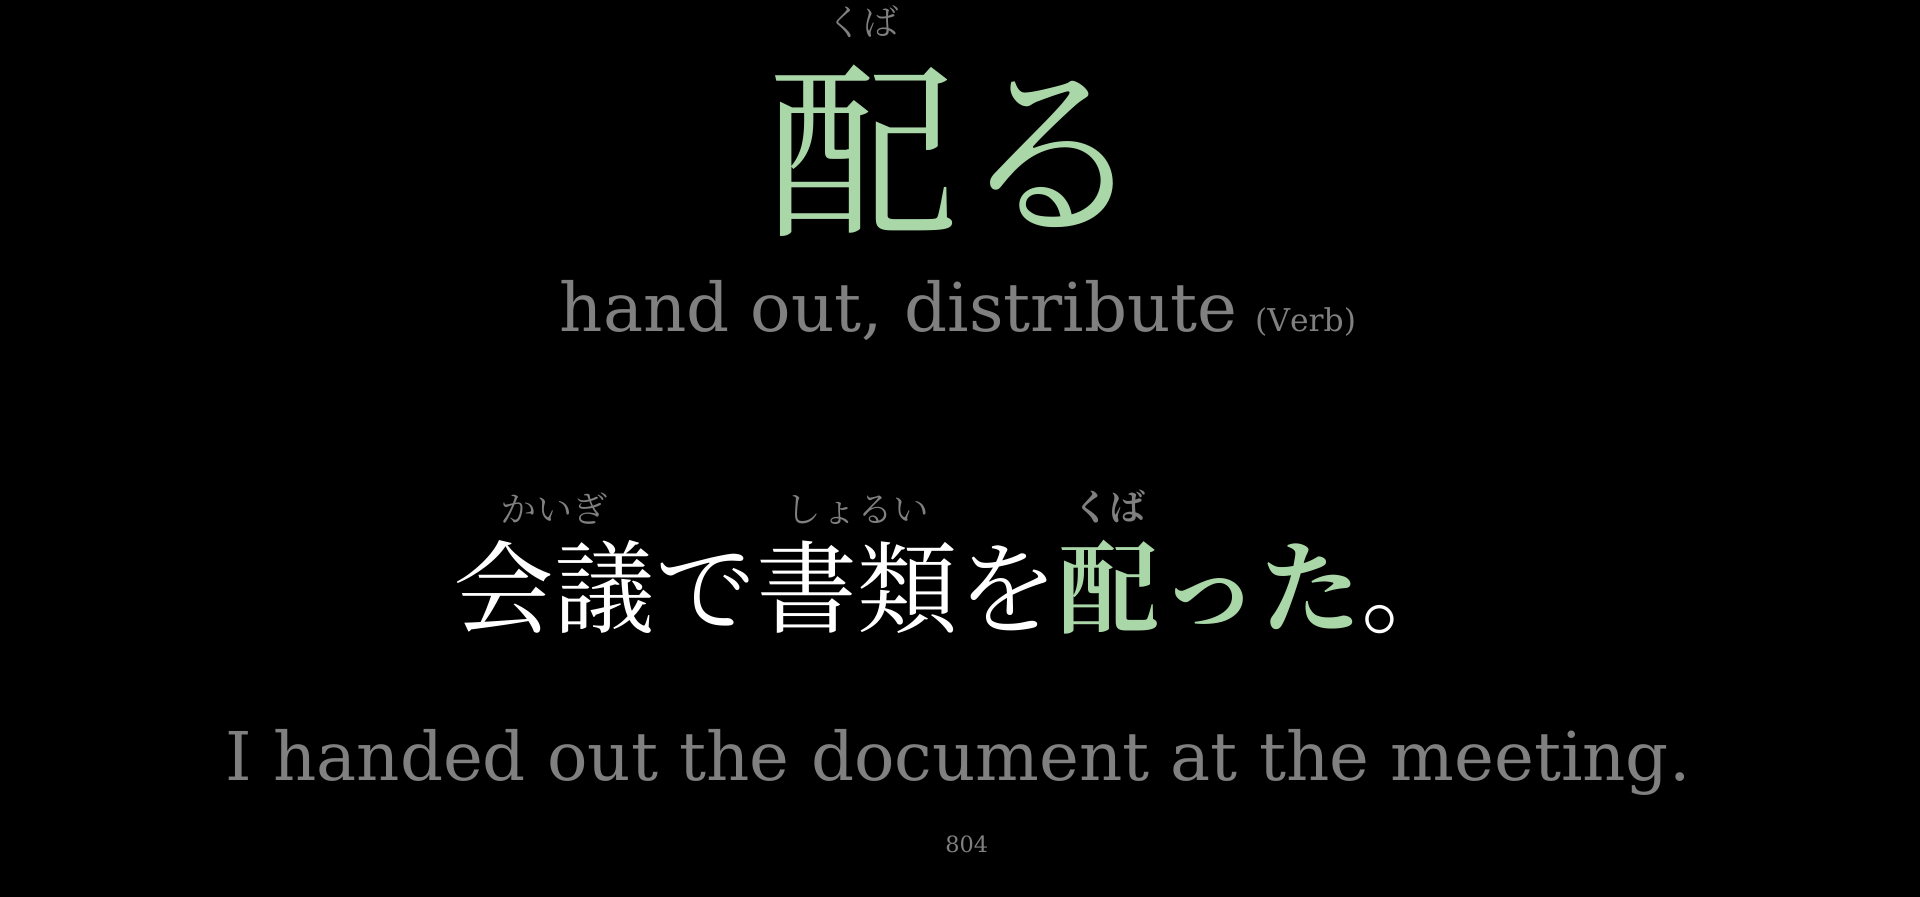 くば
配る
hand out, distribute (Verb)
かいぎ しょるい くば
会議で書類を配った。
I handed out the document at the meeting.
804